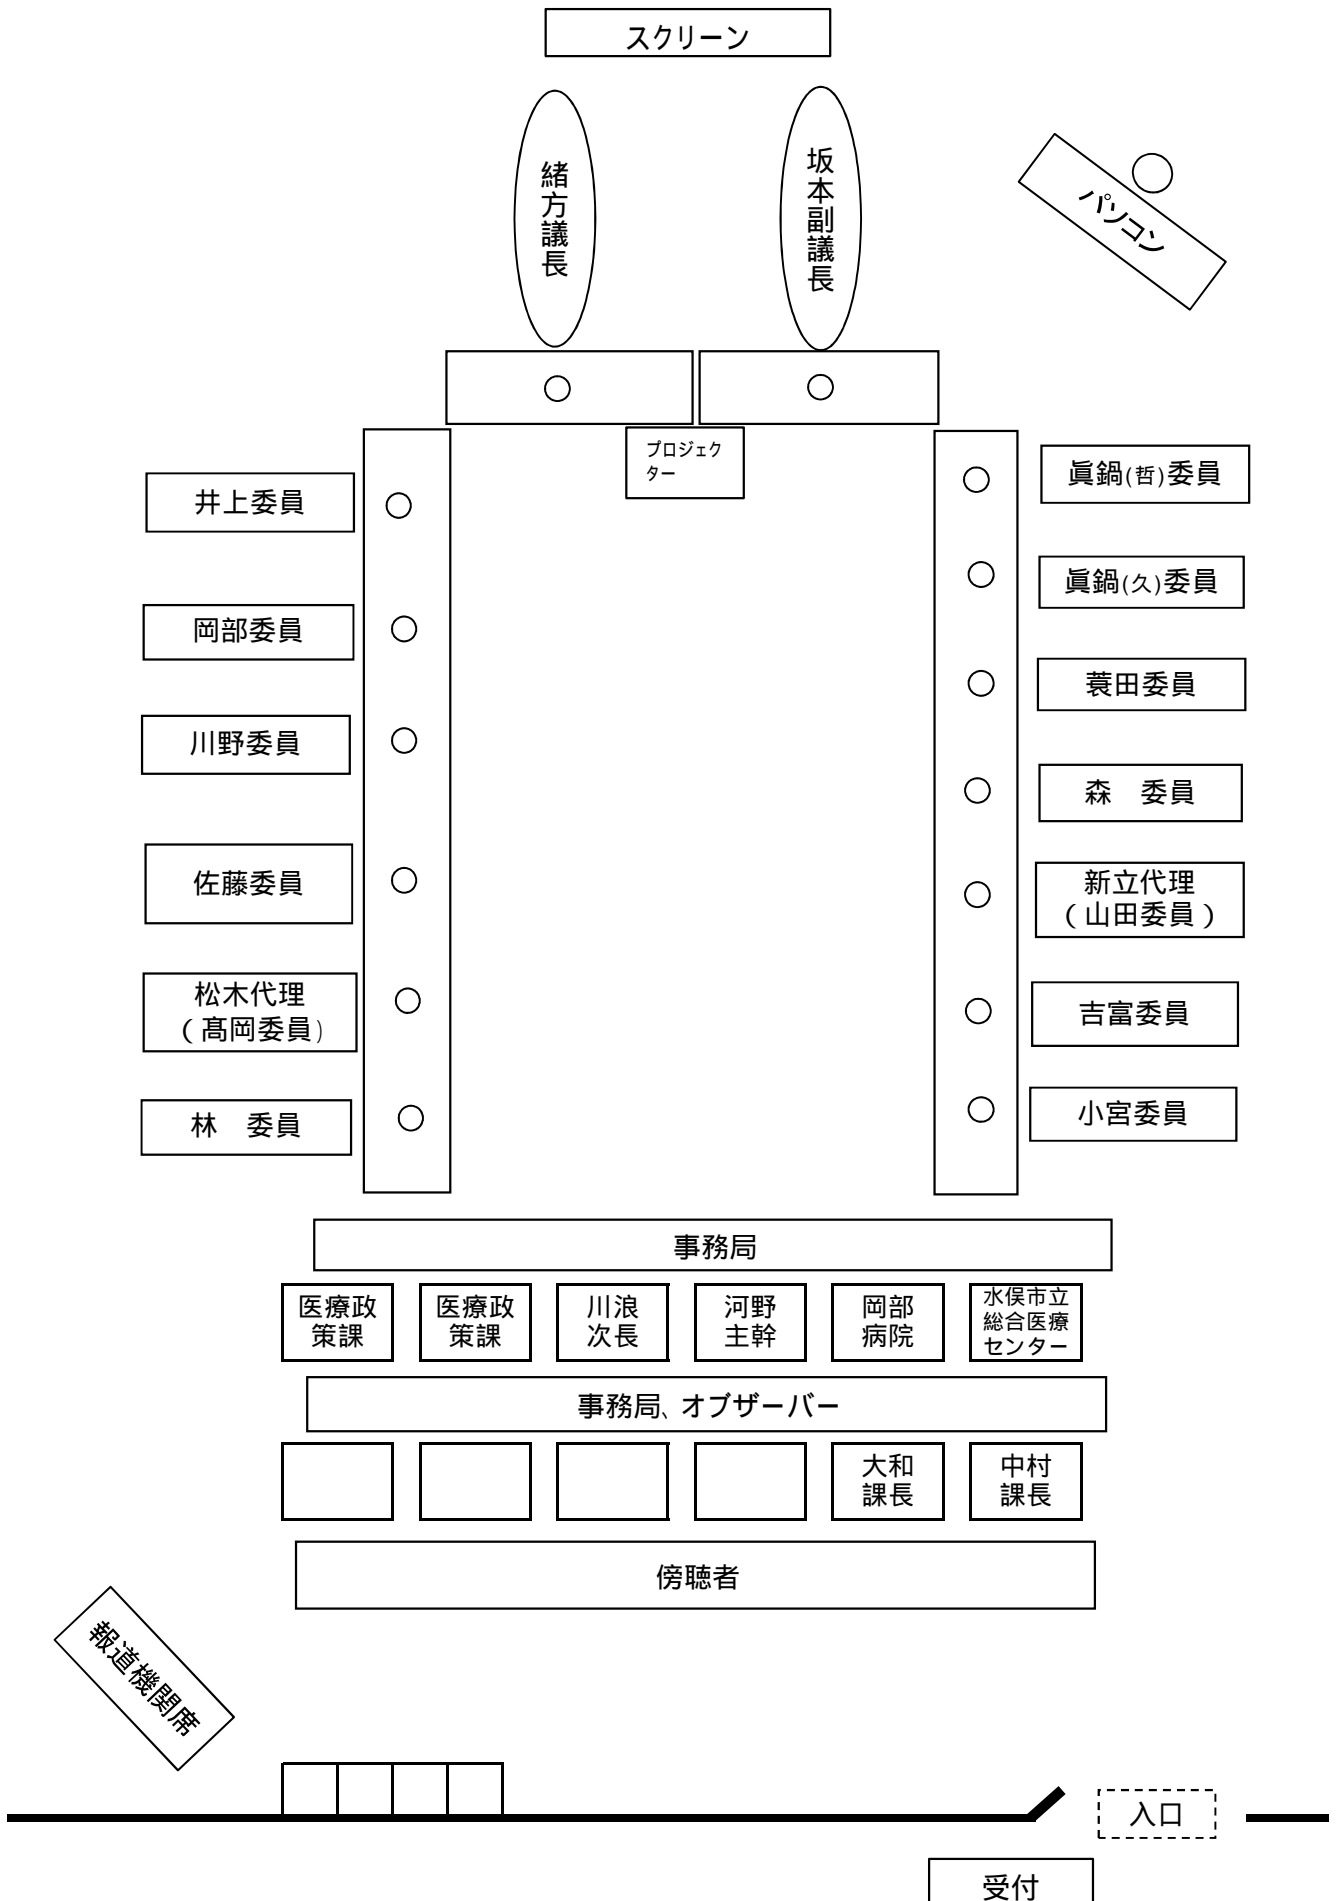 スクリーン
緒方議長
坂本副議長
パソコン
プロジェク
ター
井上委員
岡部委員
川野委員
佐藤委員
松木代理
(髙岡委員)
林　委員
眞鍋(哲)委員
眞鍋(久)委員
蓑田委員
森　委員
新立代理
(山田委員)
吉富委員
小宮委員
事務局
医療政
策課
医療政
策課
川浪
次長
河野
主幹
岡部
病院
水俣市立
総合医療
センター
事務局、オブザーバー
大和
課長
中村
課長
傍聴者
報道機関席
入口
受付